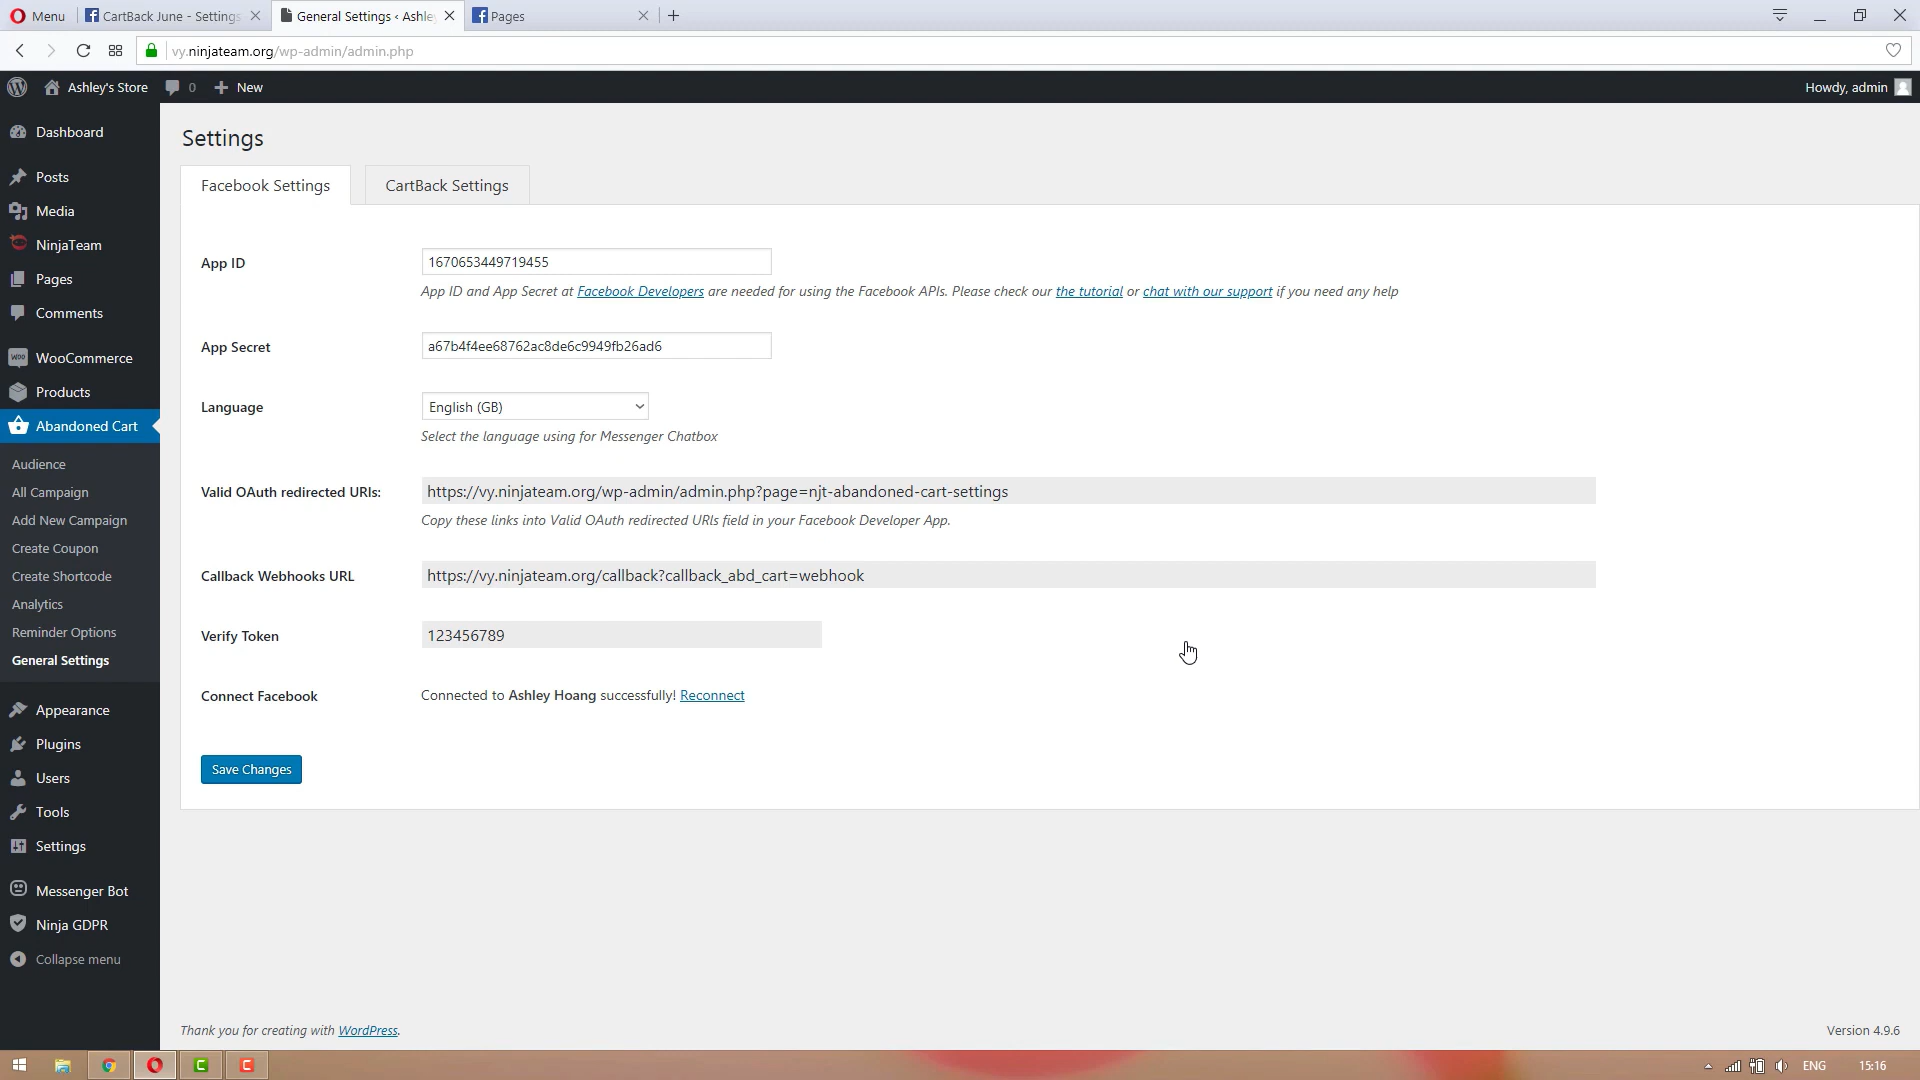 Menu
CartBack June - Settings
General Settings ‹ Ashley
Pages
vy.ninjateam.org/wp-admin/admin.php
Ashley's Store
0
New
Howdy, admin
Dashboard
Posts
Media
NinjaTeam
Pages
Comments
WooCommerce
Products
Abandoned Cart
Audience
All Campaign
Add New Campaign
Create Coupon
Create Shortcode
Analytics
Reminder Options
General Settings
Appearance
Plugins
Users
Tools
Settings
Messenger Bot
Ninja GDPR
Collapse menu
Settings
Facebook Settings
CartBack Settings
App ID
1670653449719455
App ID and App Secret at Facebook Developers are needed for using the Facebook APIs. Please check our the tutorial or chat with our support if you need any help
App Secret
a67b4f4ee68762ac8de6c9949fb26ad6
Language
English (GB)
Select the language using for Messenger Chatbox
Valid OAuth redirected URIs:
https://vy.ninjateam.org/wp-admin/admin.php?page=njt-abandoned-cart-settings
Copy these links into Valid OAuth redirected URIs field in your Facebook Developer App.
Callback Webhooks URL
https://vy.ninjateam.org/callback?callback_abd_cart=webhook
Verify Token
123456789
Connect Facebook
Connected to Ashley Hoang successfully! Reconnect
Save Changes
Thank you for creating with WordPress.
Version 4.9.6
ENG
15:16